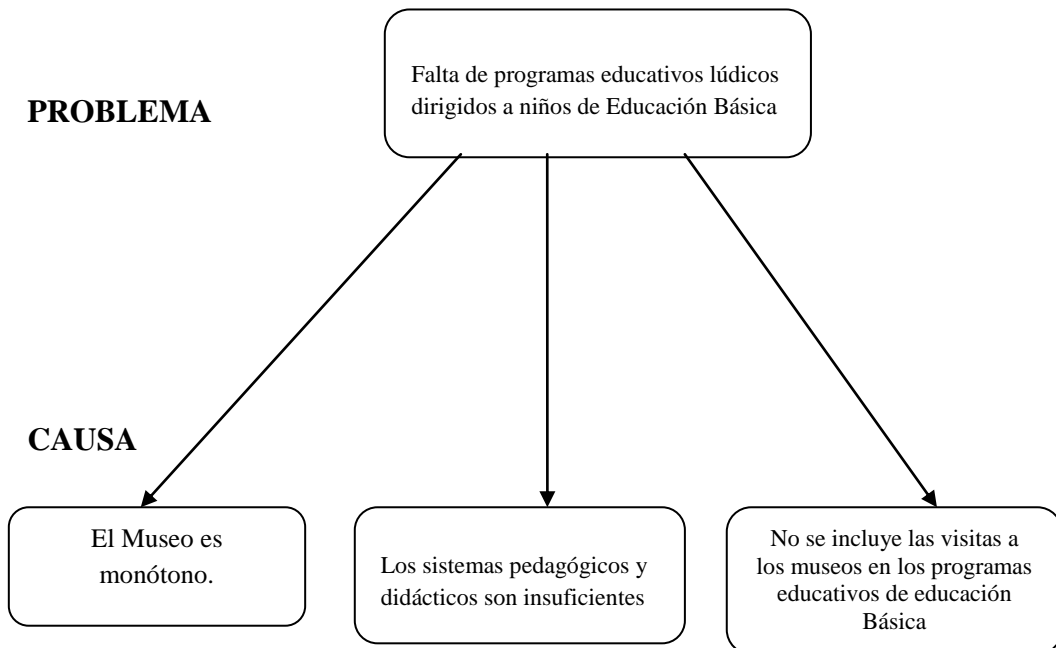 Falta de programas educativos lúdicos
dirigidos a niños de Educación Básica
PROBLEMA
CAUSA
El Museo es
monótono.
Los sistemas pedagógicos y
didácticos son insuficientes
No se incluye las visitas a
los museos en los programas
educativos de educación
Básica